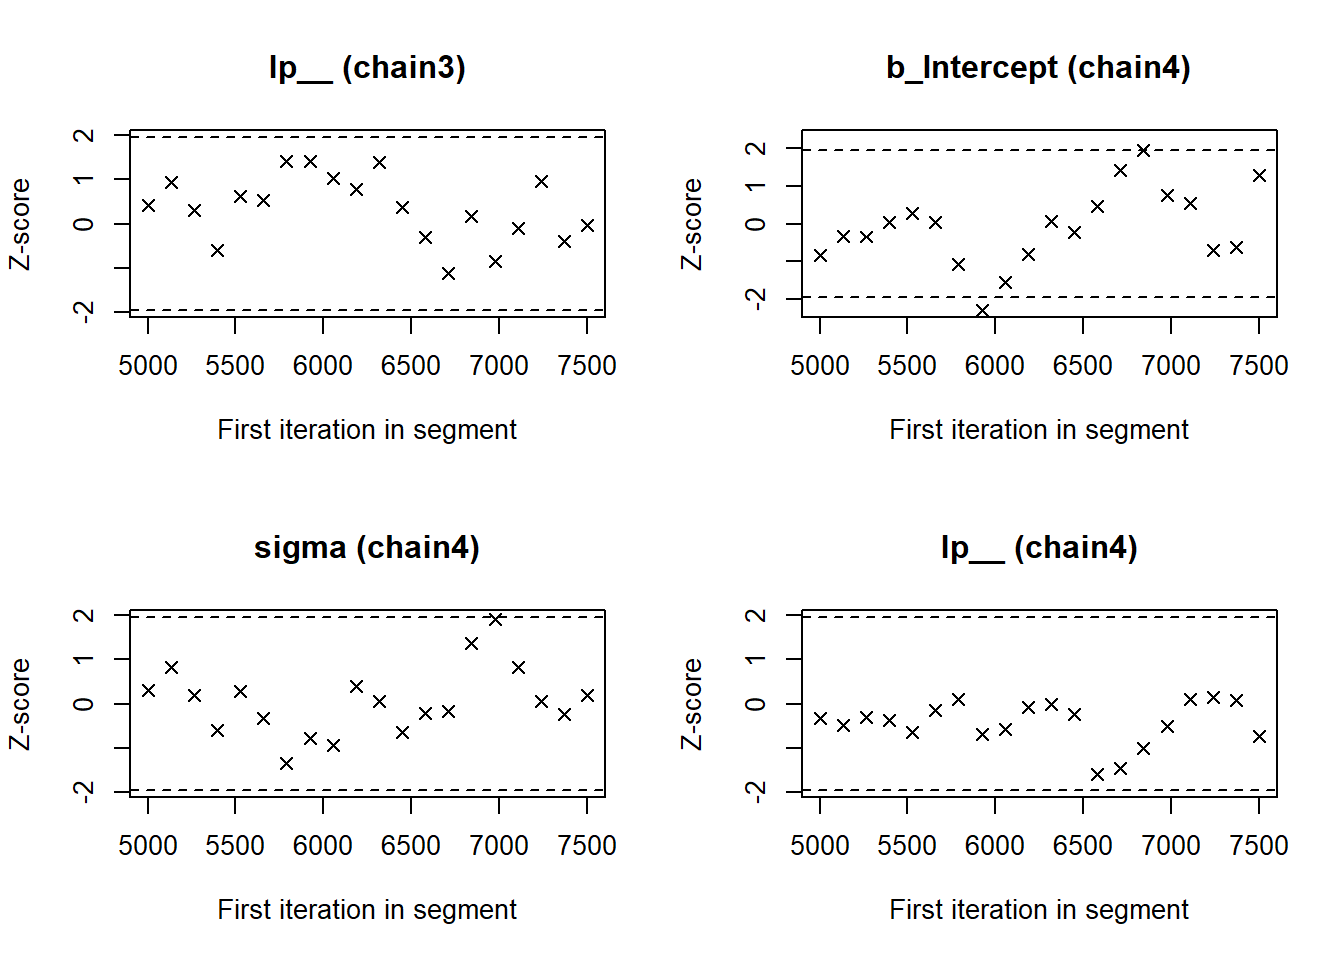 lp__ (chain3)
Z-score
2
1
0
-2
5000 5500 6000 6500 7000 7500
First iteration in segment
b_Intercept (chain4)
Z-score
2
1
0
-2
5000 5500 6000 6500 7000 7500
First iteration in segment
sigma (chain4)
Z-score
2
1
0
-2
5000 5500 6000 6500 7000 7500
First iteration in segment
lp__ (chain4)
Z-score
2
1
0
-2
5000 5500 6000 6500 7000 7500
First iteration in segment